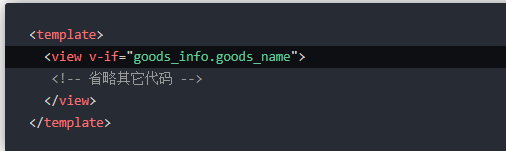 <template>
<view v-if="goods_info.goods_name">
<!-- 省略其它代码 -->
</view>
</template>